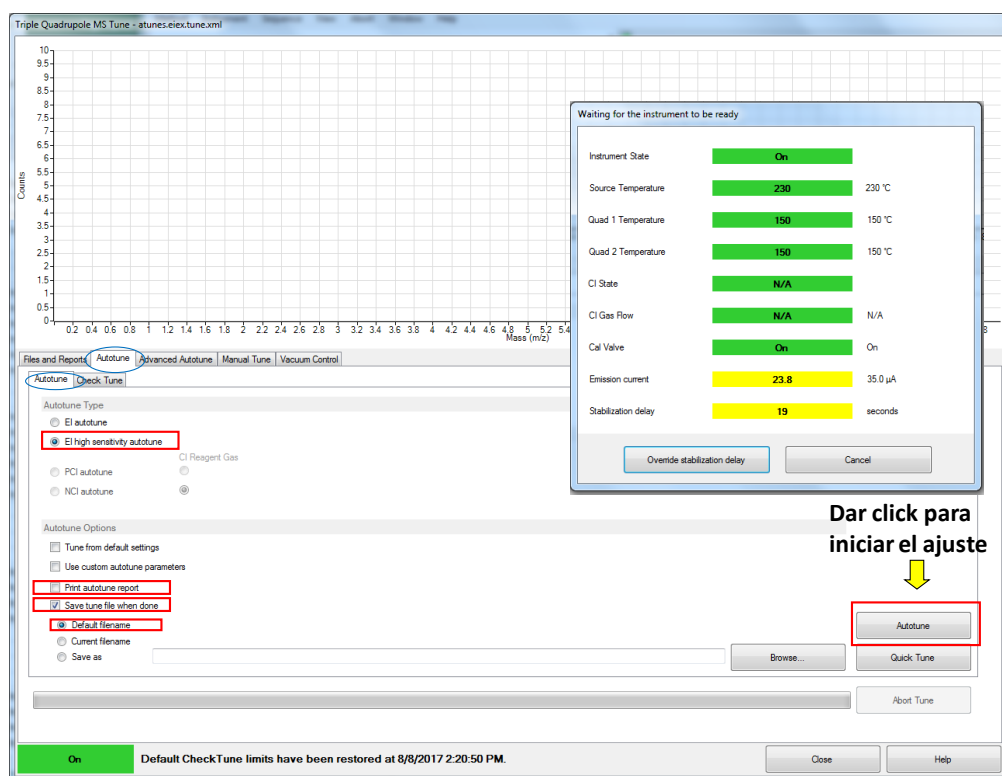 Triple Quadrupole MS Tune - atunes.eiex.tune.xml
10
9.5
9
8.5
8
7.5
7
6.5
6
5.5
5
4.5
4
3.5
3
2.5
2
1.5
1
0.5
0
Counts
0.2 0.4 0.6 0.8 1 1.2 1.4 1.6 1.8 2 2.2 2.4 2.6 2.8 3 3.2 3.4 3.6 3.8 4 4.2 4.4 4.6 4.8 5 5.2 5.4
Mass (m/z)
Waiting for the instrument to be ready
Instrument State On
Source Temperature 230 230 °C
Quad 1 Temperature 150 150 °C
Quad 2 Temperature 150 150 °C
CI State N/A
CI Gas Flow N/A N/A
Cal Valve On On
Emission current 23.8 35.0 µA
Stabilization delay 19 seconds
Override stabilization delay Cancel
Files and Reports Autotune Advanced Autotune Manual Tune Vacuum Control
Autotune Check Tune
Autotune Type
EI autotune
EI high sensitivity autotune
CI Reagent Gas
PCI autotune
NCI autotune
Dar click para
iniciar el ajuste
Autotune Options
Tune from default settings
Use custom autotune parameters
Print autotune report
Save tune file when done
Default filename
Current filename
Save as
Browse...
Autotune
Quick Tune
Abort Tune
On Default CheckTune limits have been restored at 8/8/2017 2:20:50 PM.
Close Help